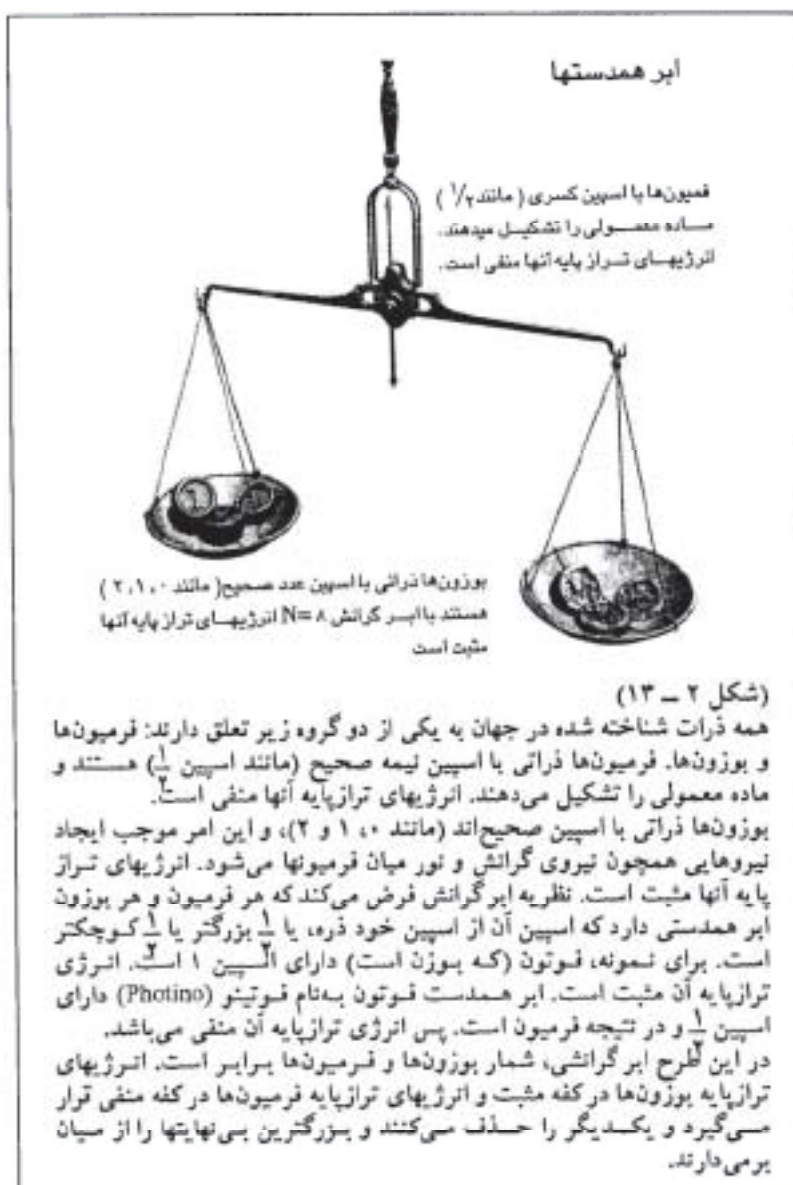 ابر همدستها
فمیون‌ها با اسپین کسری ( مانند ۱/۲ )
ماده معمولی را تشکیل میدهند.
انرژیهای تراز پایه آنها منفی است.
بوزون‌ها ذراتی با اسپین عدد صحیح( مانند ۰، ۱، ۲ )
هستند با ابر گرانش N= ۸ انرژیهای تراز پایه آنها
مثبت است
(شکل ۲ ــ ۱۳)
همه ذرات شناخته شده در جهان به یکی از دو گروه زیر تعلق دارند: فرمیون‌ها
و بوزون‌ها. فرمیون‌ها ذراتی با اسپین نیمه صحیح (مانند اسپین ۱/۲) هستند و
ماده معمولی را تشکیل می‌دهند. انرژیهای ترازپایه آنها منفی است.
بوزون‌ها ذراتی با اسپین صحیح‌اند (مانند ۰، ۱ و ۲)، و این امر موجب ایجاد
نیروهایی همچون نیروی گرانش و نور میان فرمیونها می‌شود. انرژیهای تراز
پایه آنها مثبت است. نظریه ابرگرانش فرض می‌کند که هر فرمیون و هر بوزون
ابر همدستی دارد که اسپین آن از اسپین خود ذره، یا ۱/۲ بزرگتر یا ۱/۲ کوچکتر
است. برای نمونه، فوتون (که بوزن است) دارای اسپین ۱ است. انرژی
ترازپایه آن مثبت است. ابر همدست فوتون به‌نام فوتینو (Photino) دارای
اسپین ۱/۲ و در نتیجه فرمیون است. پس انرژی ترازپایه آن منفی می‌باشد.
در این طرح ابر گرانشی، شمار بوزون‌ها و فرمیون‌ها برابر است. انرژیهای
ترازپایه بوزون‌ها در کفه مثبت و انرژیهای ترازپایه فرمیون‌ها در کفه منفی قرار
می‌گیرد و یکدیگر را حذف می‌کنند و بزرگترین بی‌نهایتها را از میان
برمی‌دارند.